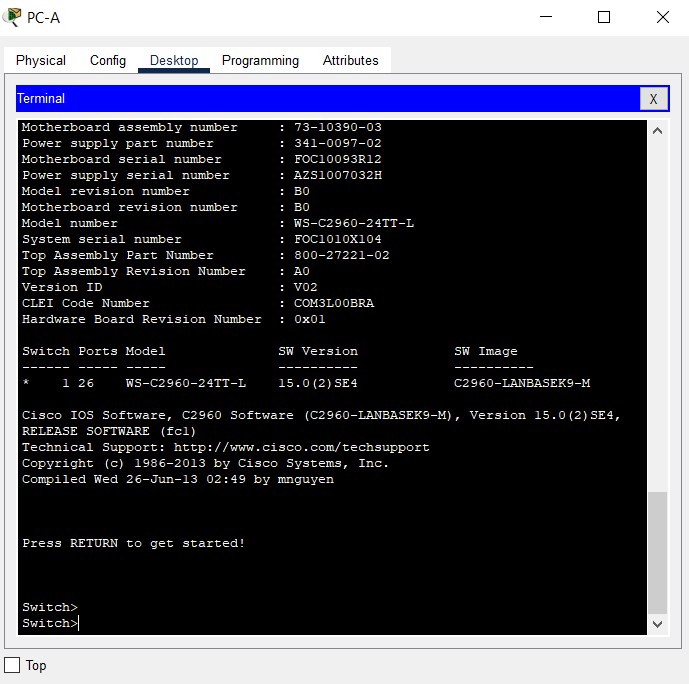 PC-A
Physical Config Desktop Programming Attributes
Terminal
X
Motherboard assembly number     : 73-10390-03
Power supply part number        : 341-0097-02
Motherboard serial number       : FOC10093R12
Power supply serial number      : AZS1007032H
Model revision number           : B0
Motherboard revision number     : B0
Model number                    : WS-C2960-24TT-L
System serial number            : FOC1010X104
Top Assembly Part Number        : 800-27221-02
Top Assembly Revision Number    : A0
Version ID                      : V02
CLEI Code Number                : COM3L00BRA
Hardware Board Revision Number  : 0x01
Switch Ports Model              SW Version            SW Image
------ ----- -----              ----------            ----------
*    1 26    WS-C2960-24TT-L    15.0(2)SE4            C2960-LANBASEK9-M
Cisco IOS Software, C2960 Software (C2960-LANBASEK9-M), Version 15.0(2)SE4,
RELEASE SOFTWARE (fc1)
Technical Support: http://www.cisco.com/techsupport
Copyright (c) 1986-2013 by Cisco Systems, Inc.
Compiled Wed 26-Jun-13 02:49 by mnguyen
Press RETURN to get started!
Switch>
Switch>
Top